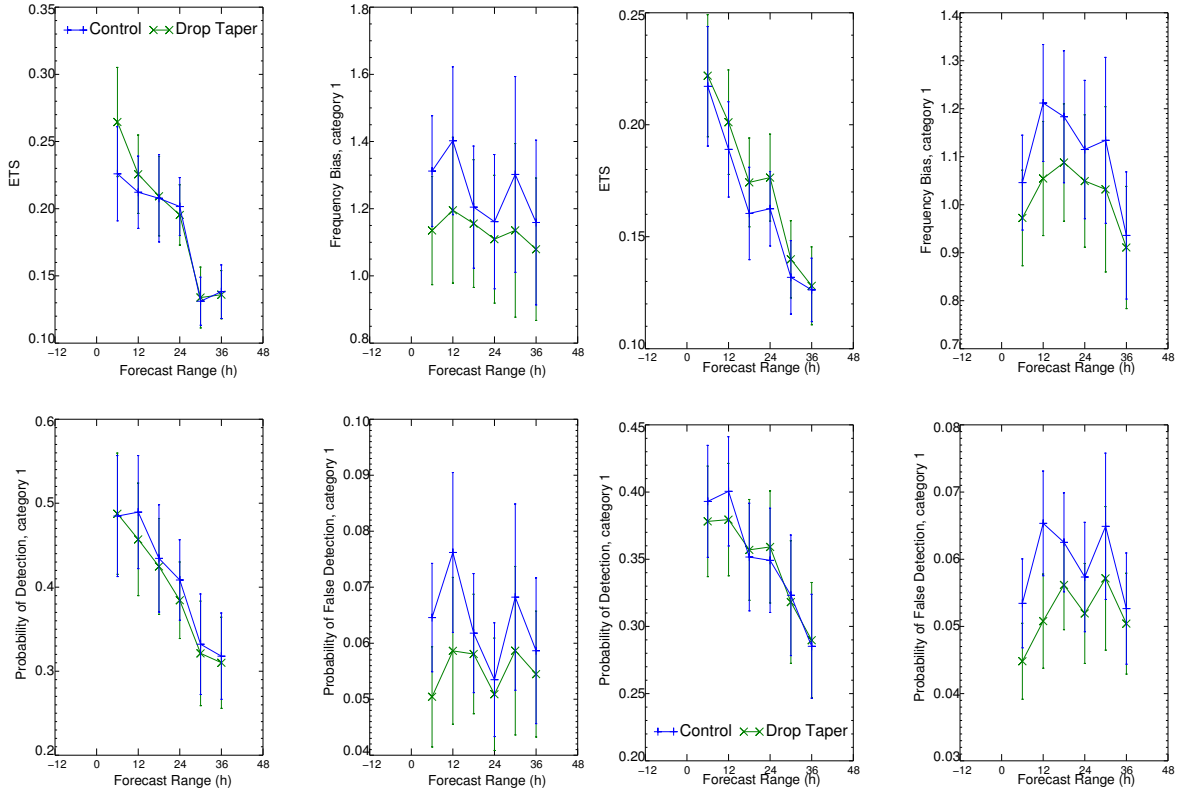 0.35
0.30
0.25
0.20
0.15
0.10
ETS
Control Drop Taper
−12 0 12 24 36 48
Forecast Range (h)
1.8
1.6
1.4
1.2
1.0
0.8
Frequency Bias, category 1
−12 0 12 24 36 48
Forecast Range (h)
0.25
0.20
0.15
0.10
ETS
−12 0 12 24 36 48
Forecast Range (h)
1.4
1.3
1.2
1.1
1.0
0.9
0.8
0.7
Frequency Bias, category 1
−12 0 12 24 36 48
Forecast Range (h)
0.6
0.5
0.4
0.3
0.2
Probability of Detection, category 1
−12 0 12 24 36 48
Forecast Range (h)
0.10
0.09
0.08
0.07
0.06
0.05
0.04
Probability of False Detection, category 1
−12 0 12 24 36 48
Forecast Range (h)
0.45
0.40
0.35
0.30
0.25
0.20
Probability of Detection, category 1
Control Drop Taper
−12 0 12 24 36 48
Forecast Range (h)
0.08
0.07
0.06
0.05
0.04
0.03
Probability of False Detection, category 1
−12 0 12 24 36 48
Forecast Range (h)